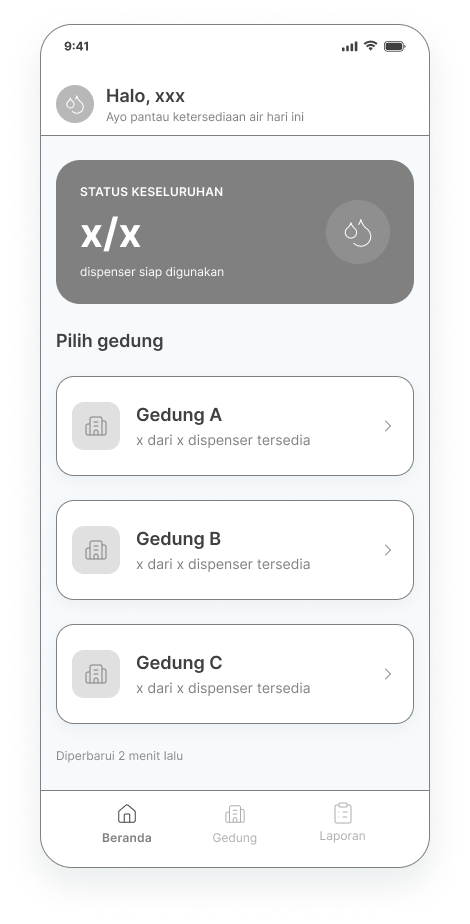 9:41
Halo, xxx
Ayo pantau ketersediaan air hari ini
STATUS KESELURUHAN
x/x
dispenser siap digunakan
Pilih gedung
Gedung A
x dari x dispenser tersedia
Gedung B
x dari x dispenser tersedia
Gedung C
x dari x dispenser tersedia
Diperbarui 2 menit lalu
Beranda
Gedung
Laporan